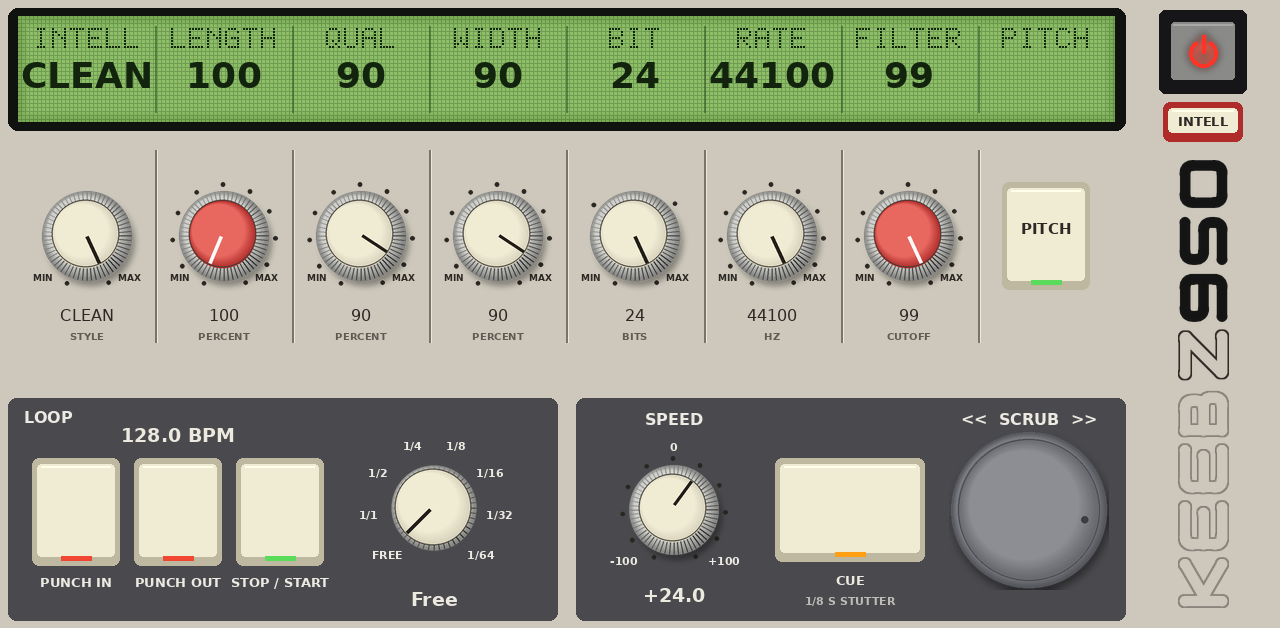 INTELL LENGTH QUAL WIDTH BIT RATE FILTER PITCH
CLEAN 100 90 90 24 44100 99
INTELL
MIN MAX MIN MAX MIN MAX MIN MAX MIN MAX MIN MAX MIN MAX
PITCH
CLEAN 100 90 90 24 44100 99
STYLE PERCENT PERCENT PERCENT BITS HZ CUTOFF
KEEBZ9SO
LOOP
128.0 BPM
PUNCH IN PUNCH OUT STOP / START
1/4 1/8
1/2 1/16
1/1 1/32
FREE 1/64
Free
SPEED
0
-100 +100
+24.0
CUE
1/8 S STUTTER
<< SCRUB >>